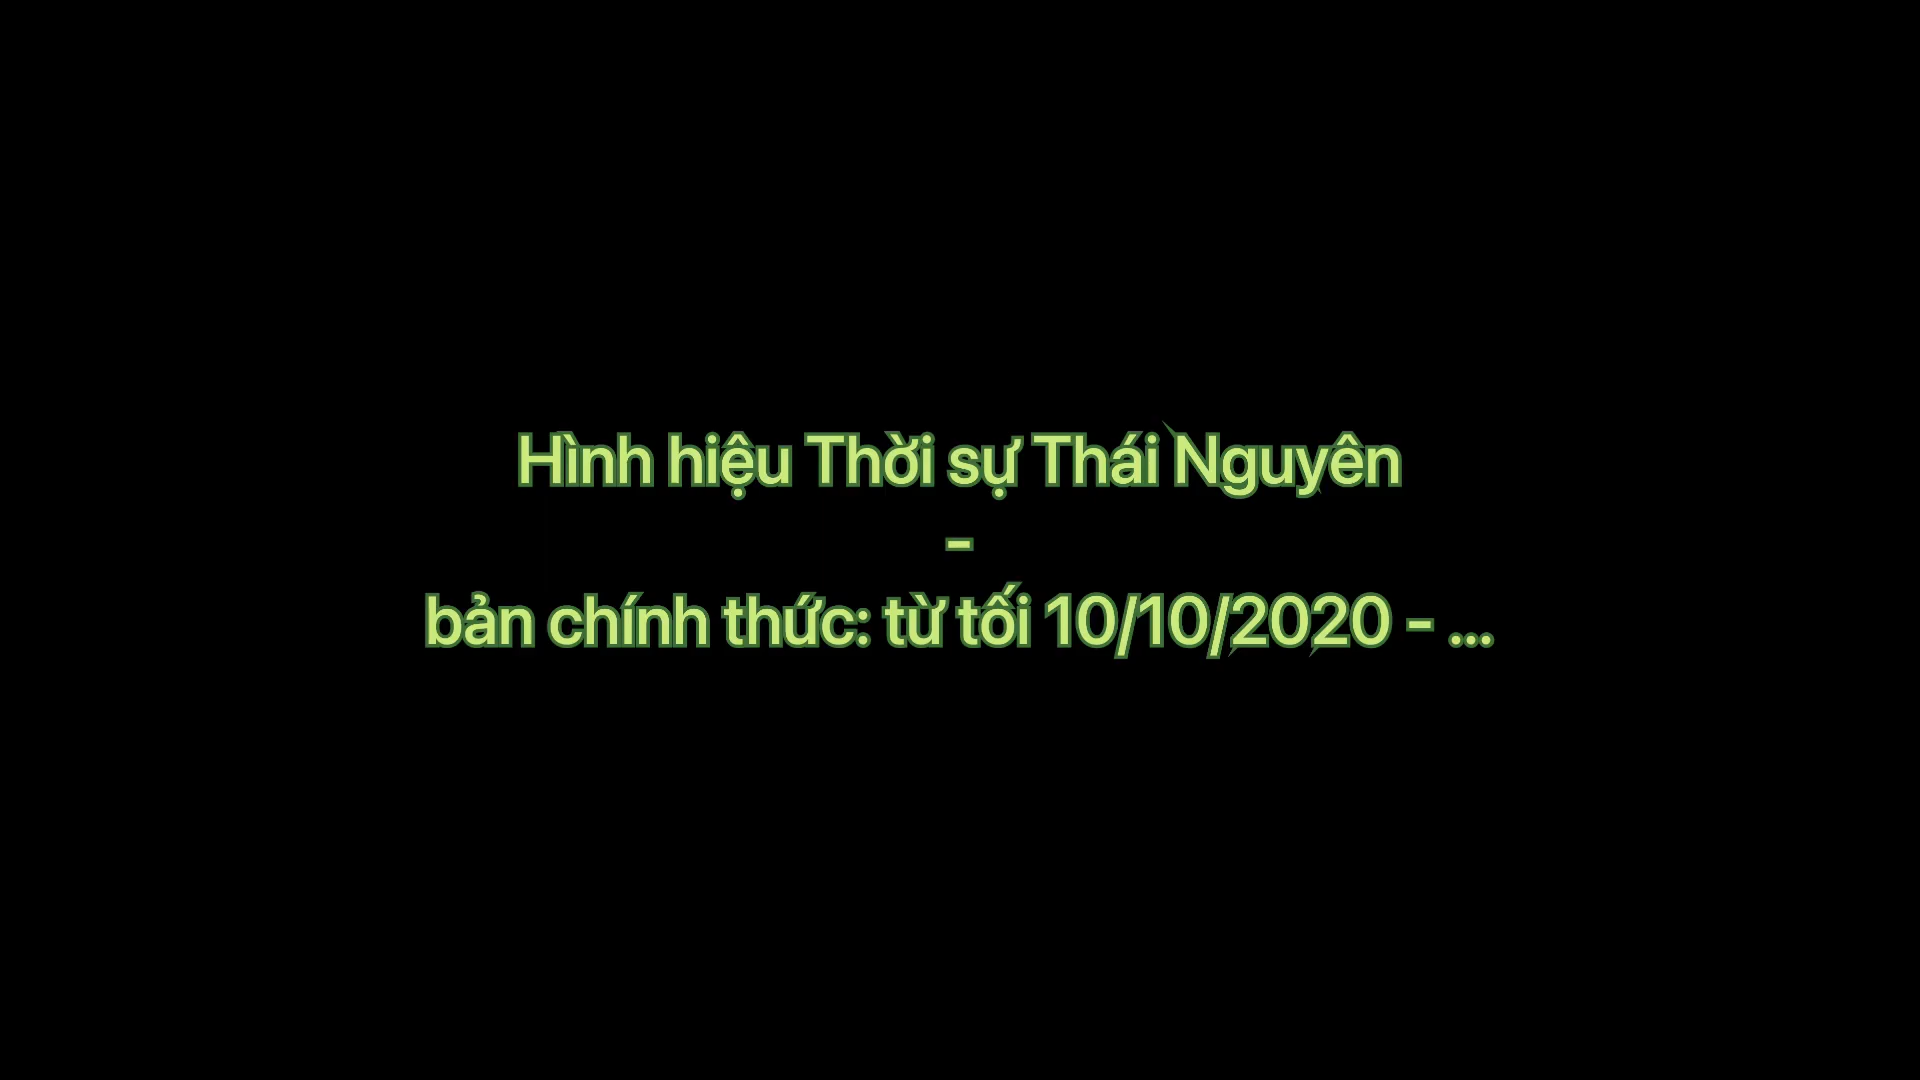 Hình hiệu Thời sự Thái Nguyên
-
bản chính thức: từ tối 10/10/2020 - ...